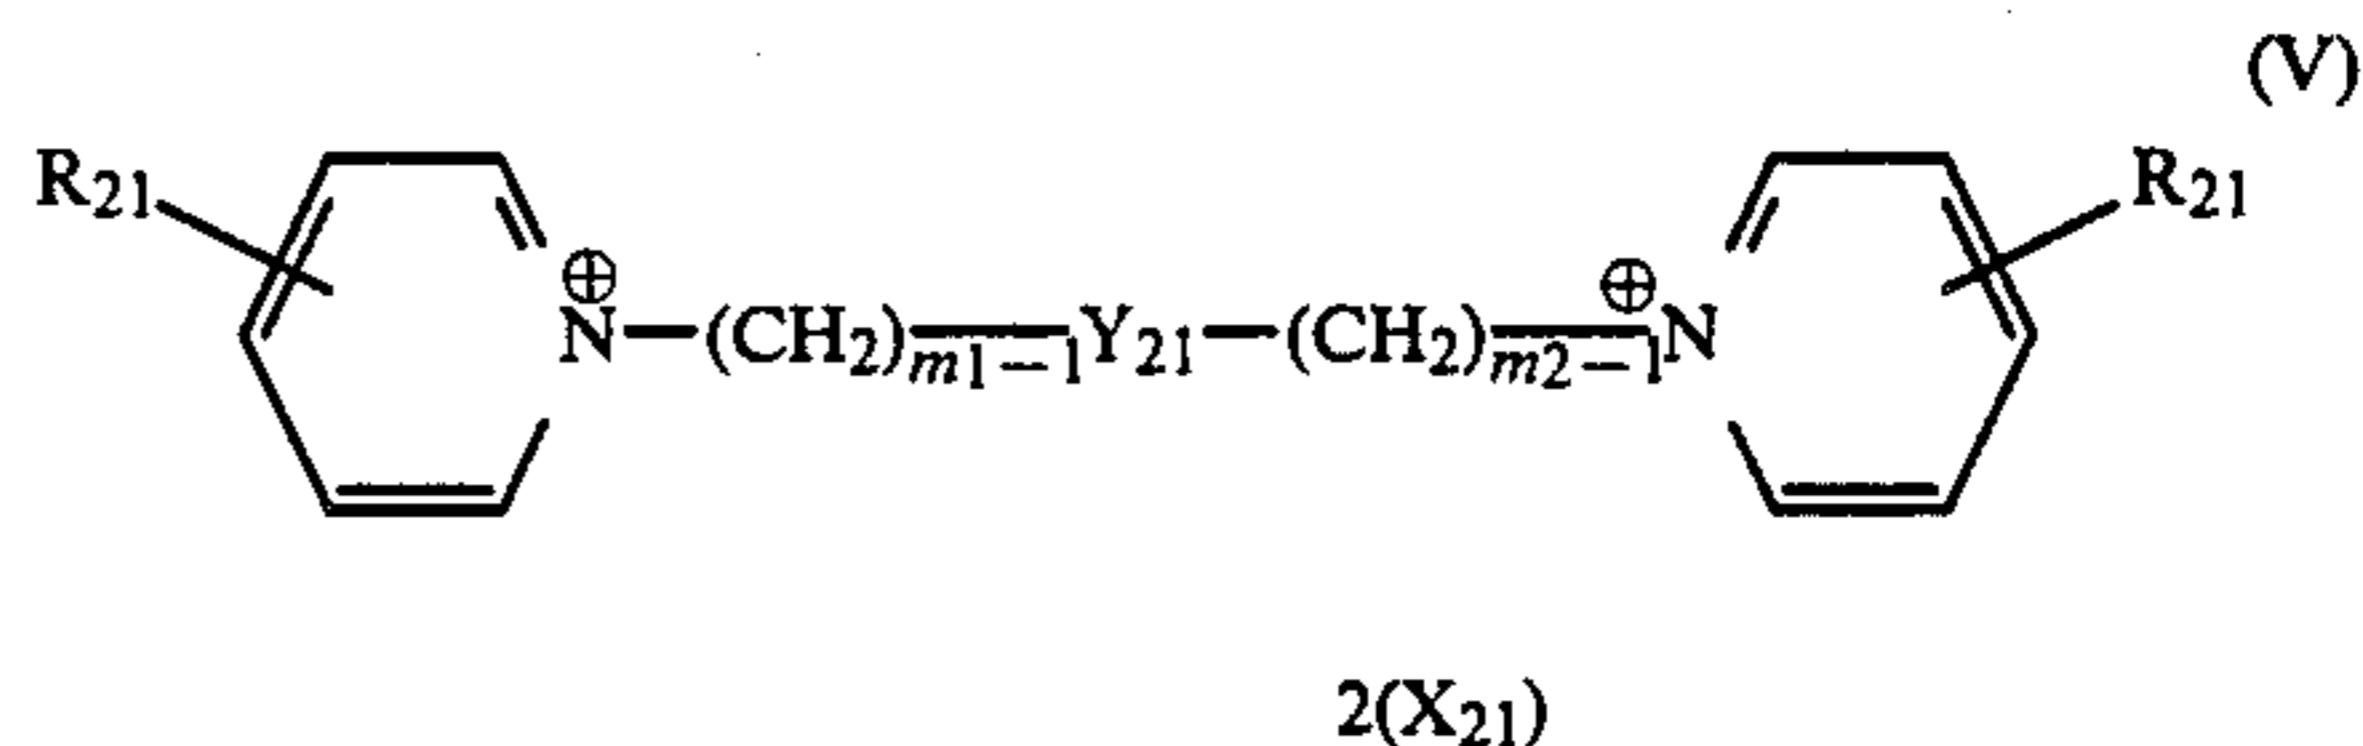 (V)
R21 R21
⊕ ⊕
N—(CH2)m1−1Y21—(CH2)m2−1N
2(X21)